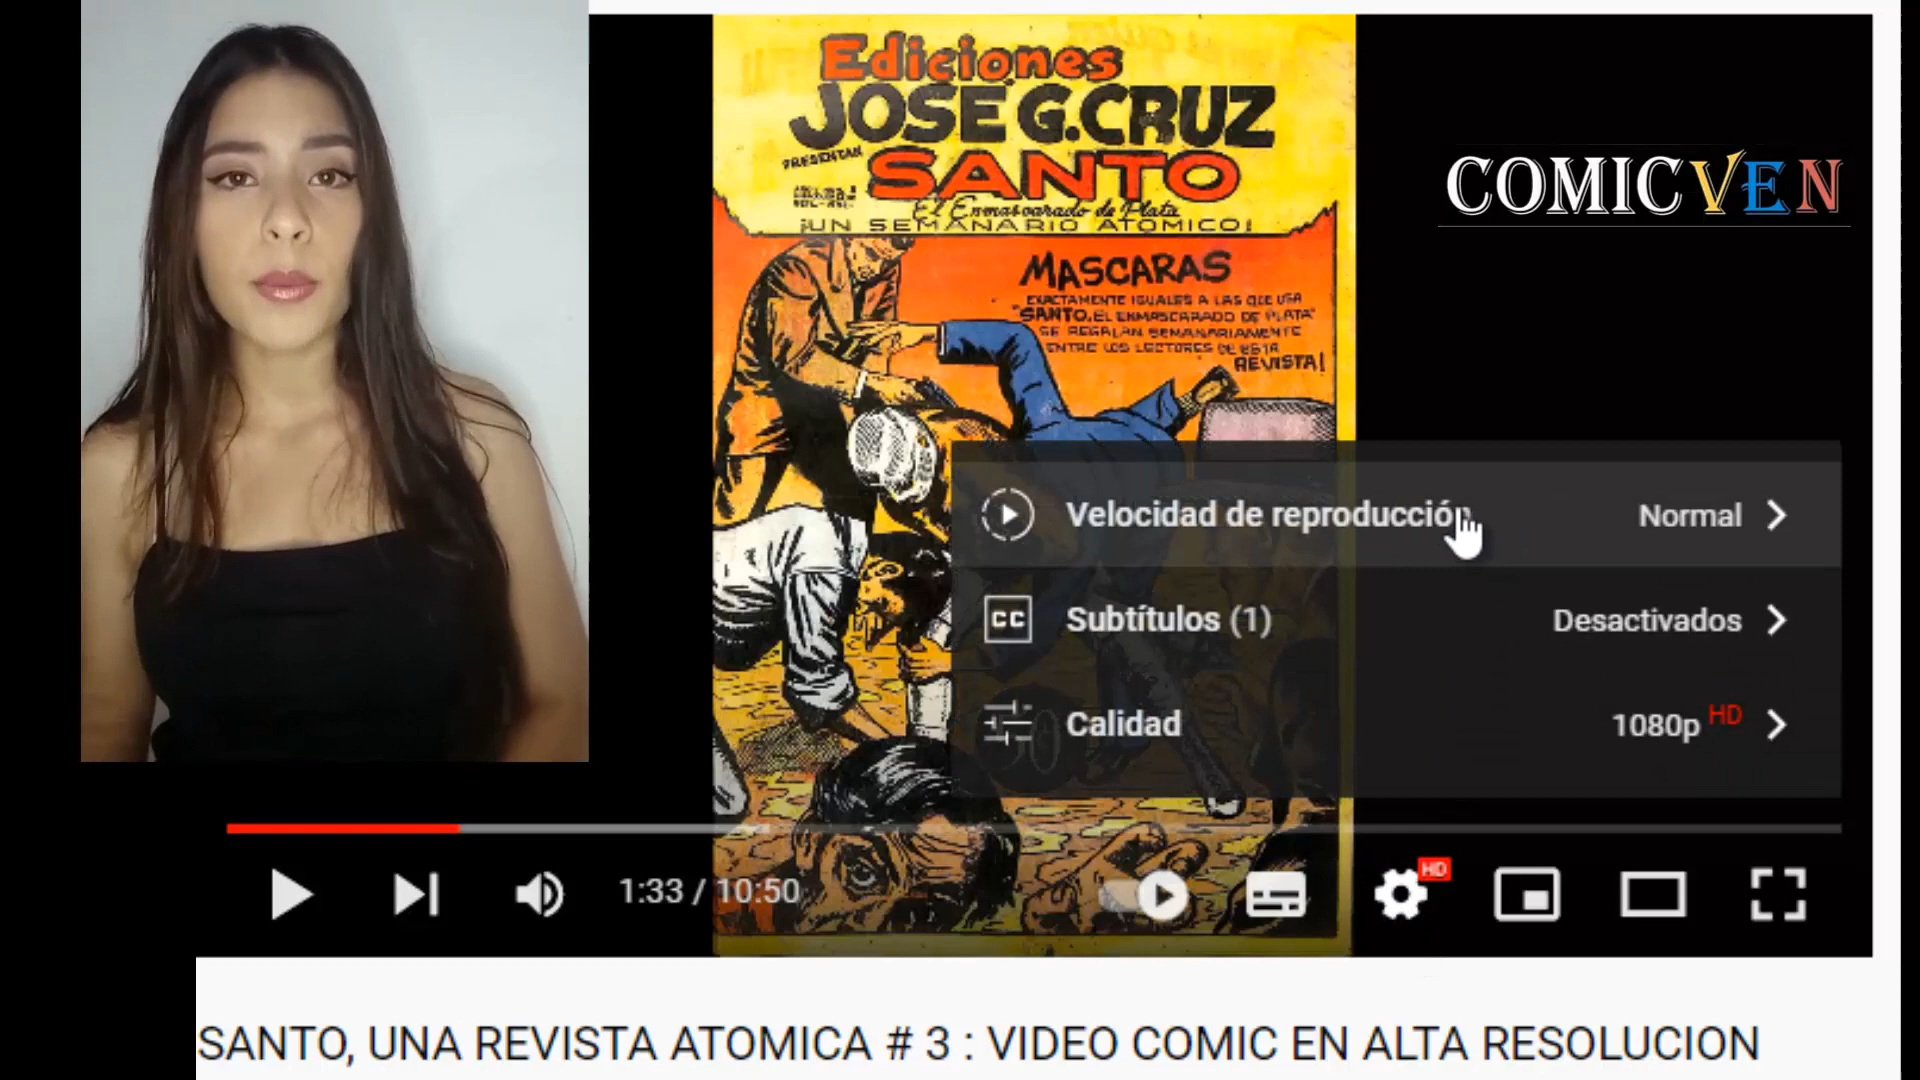 Ediciones
JOSE G. CRUZ
PRESENTAN
SANTO
El Enmascarado de Plata
¡UN SEMANARIO ATOMICO!
MASCARAS
EXACTAMENTE IGUALES A LAS QUE USA
"SANTO, EL ENMASCARADO DE PLATA"
SE REGALAN SEMANARIAMENTE
ENTRE LOS LECTORES DE ESTA
REVISTA!
COMICVEN
Velocidad de reproducción Normal
CC Subtítulos (1) Desactivados
Calidad 1080p HD
1:33 / 10:50
HD
SANTO, UNA REVISTA ATOMICA # 3 : VIDEO COMIC EN ALTA RESOLUCION